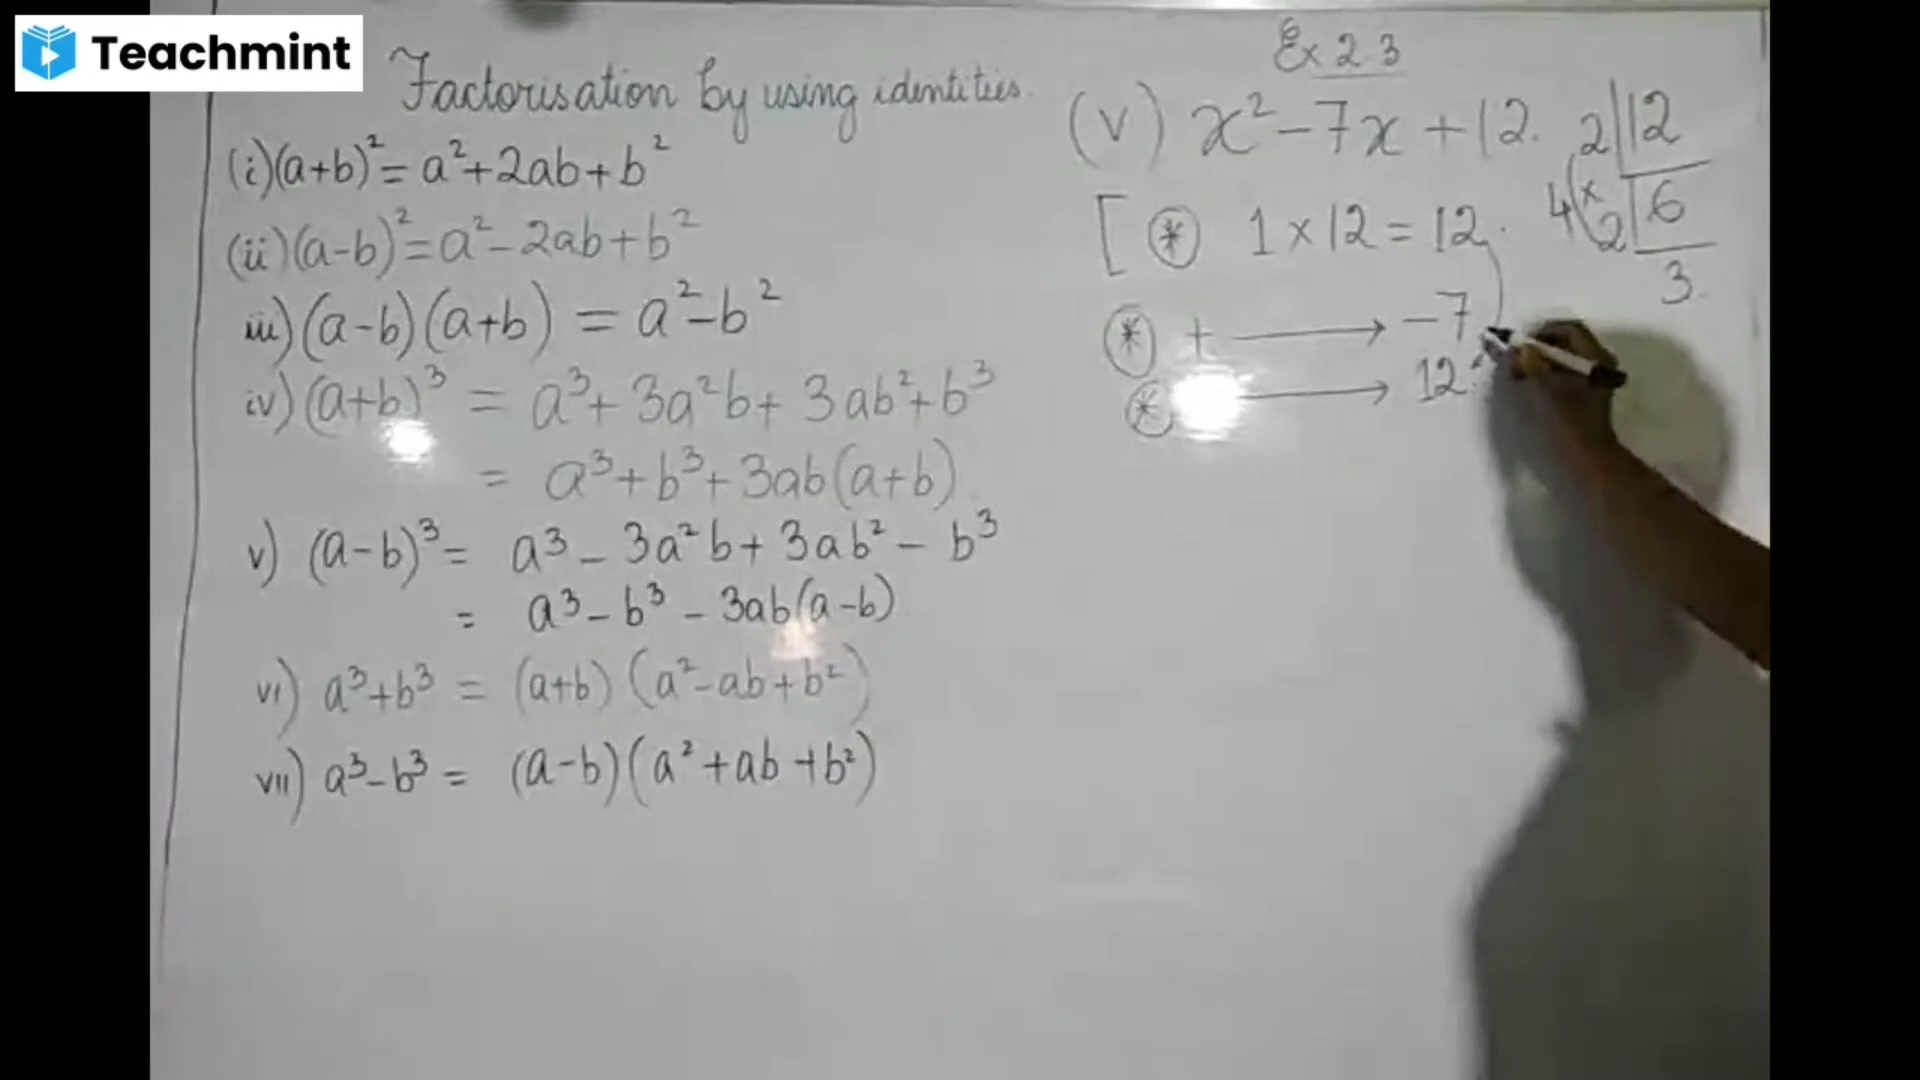 Teachmint
Factorisation by using identities.
(i) (a+b)² = a² + 2ab + b²
(ii) (a-b)² = a² - 2ab + b²
iii) (a-b)(a+b) = a² - b²
iv) (a+b)³ = a³ + 3a²b + 3ab² + b³
= a³ + b³ + 3ab(a+b)
v) (a-b)³ = a³ - 3a²b + 3ab² - b³
= a³ - b³ - 3ab(a-b)
vi) a³+b³ = (a+b) (a²-ab+b²)
vii) a³-b³ = (a-b) (a²+ab+b²)
Ex 2.3
(v) x² - 7x + 12.
[ * 1 × 12 = 12.
* + → -7
* → 12
2 | 12
4 ( × 2 | 6
3